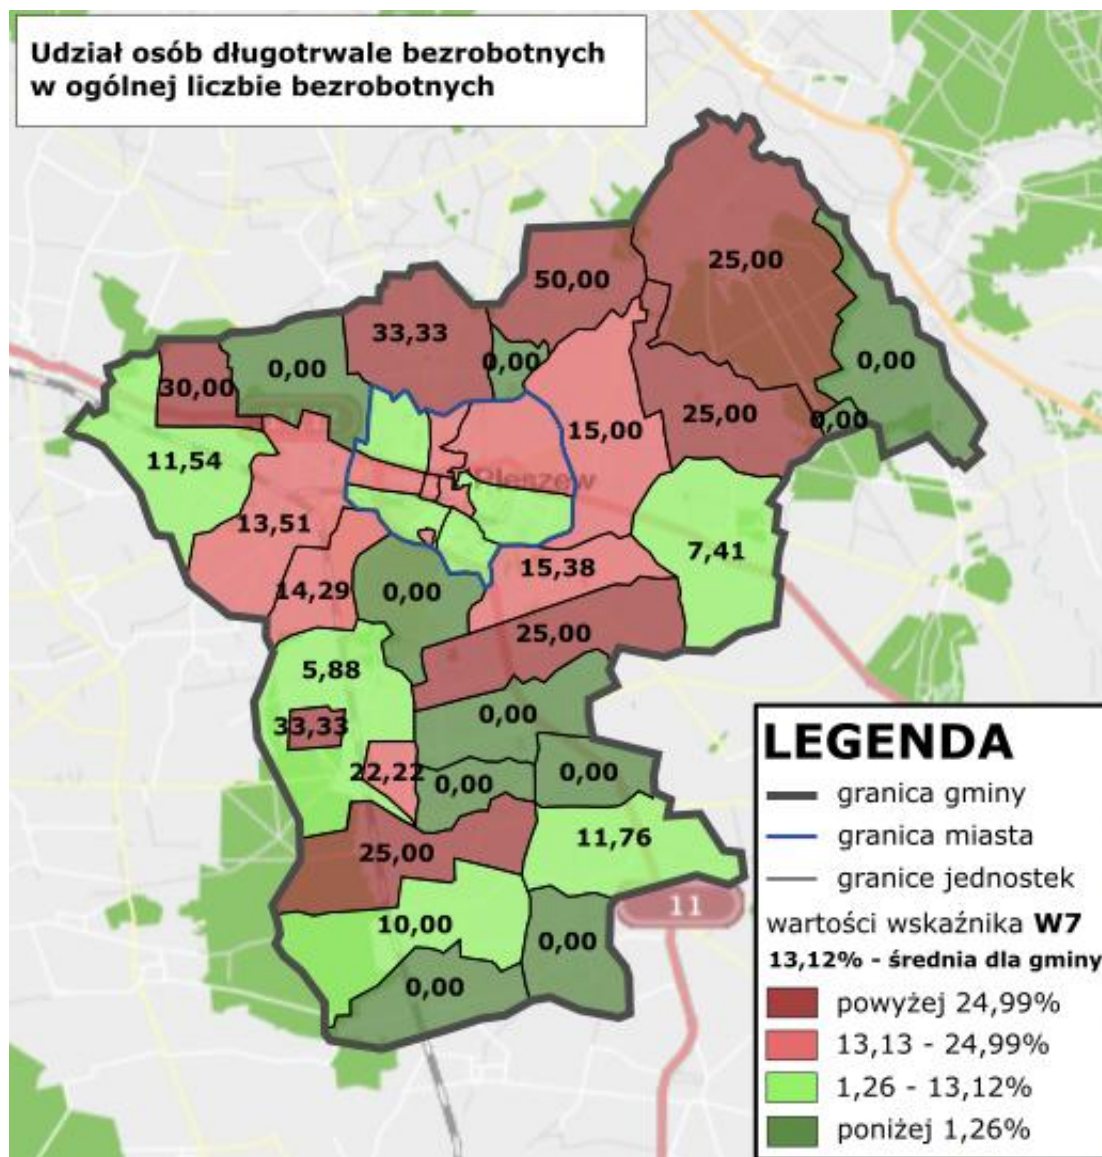 Udział osób długotrwale bezrobotnych
w ogólnej liczbie bezrobotnych
25,00
50,00
33,33
0,00
0,00
0,00
30,00
25,00
0,00
15,00
11,54
Pleszew
13,51
7,41
15,38
14,29
0,00
25,00
5,88
0,00
33,33
22,22
0,00
0,00
11,76
25,00
10,00
0,00
0,00
11
LEGENDA
granica gminy
granica miasta
granice jednostek
wartości wskaźnika W7
13,12% - średnia dla gminy
powyżej 24,99%
13,13 - 24,99%
1,26 - 13,12%
poniżej 1,26%